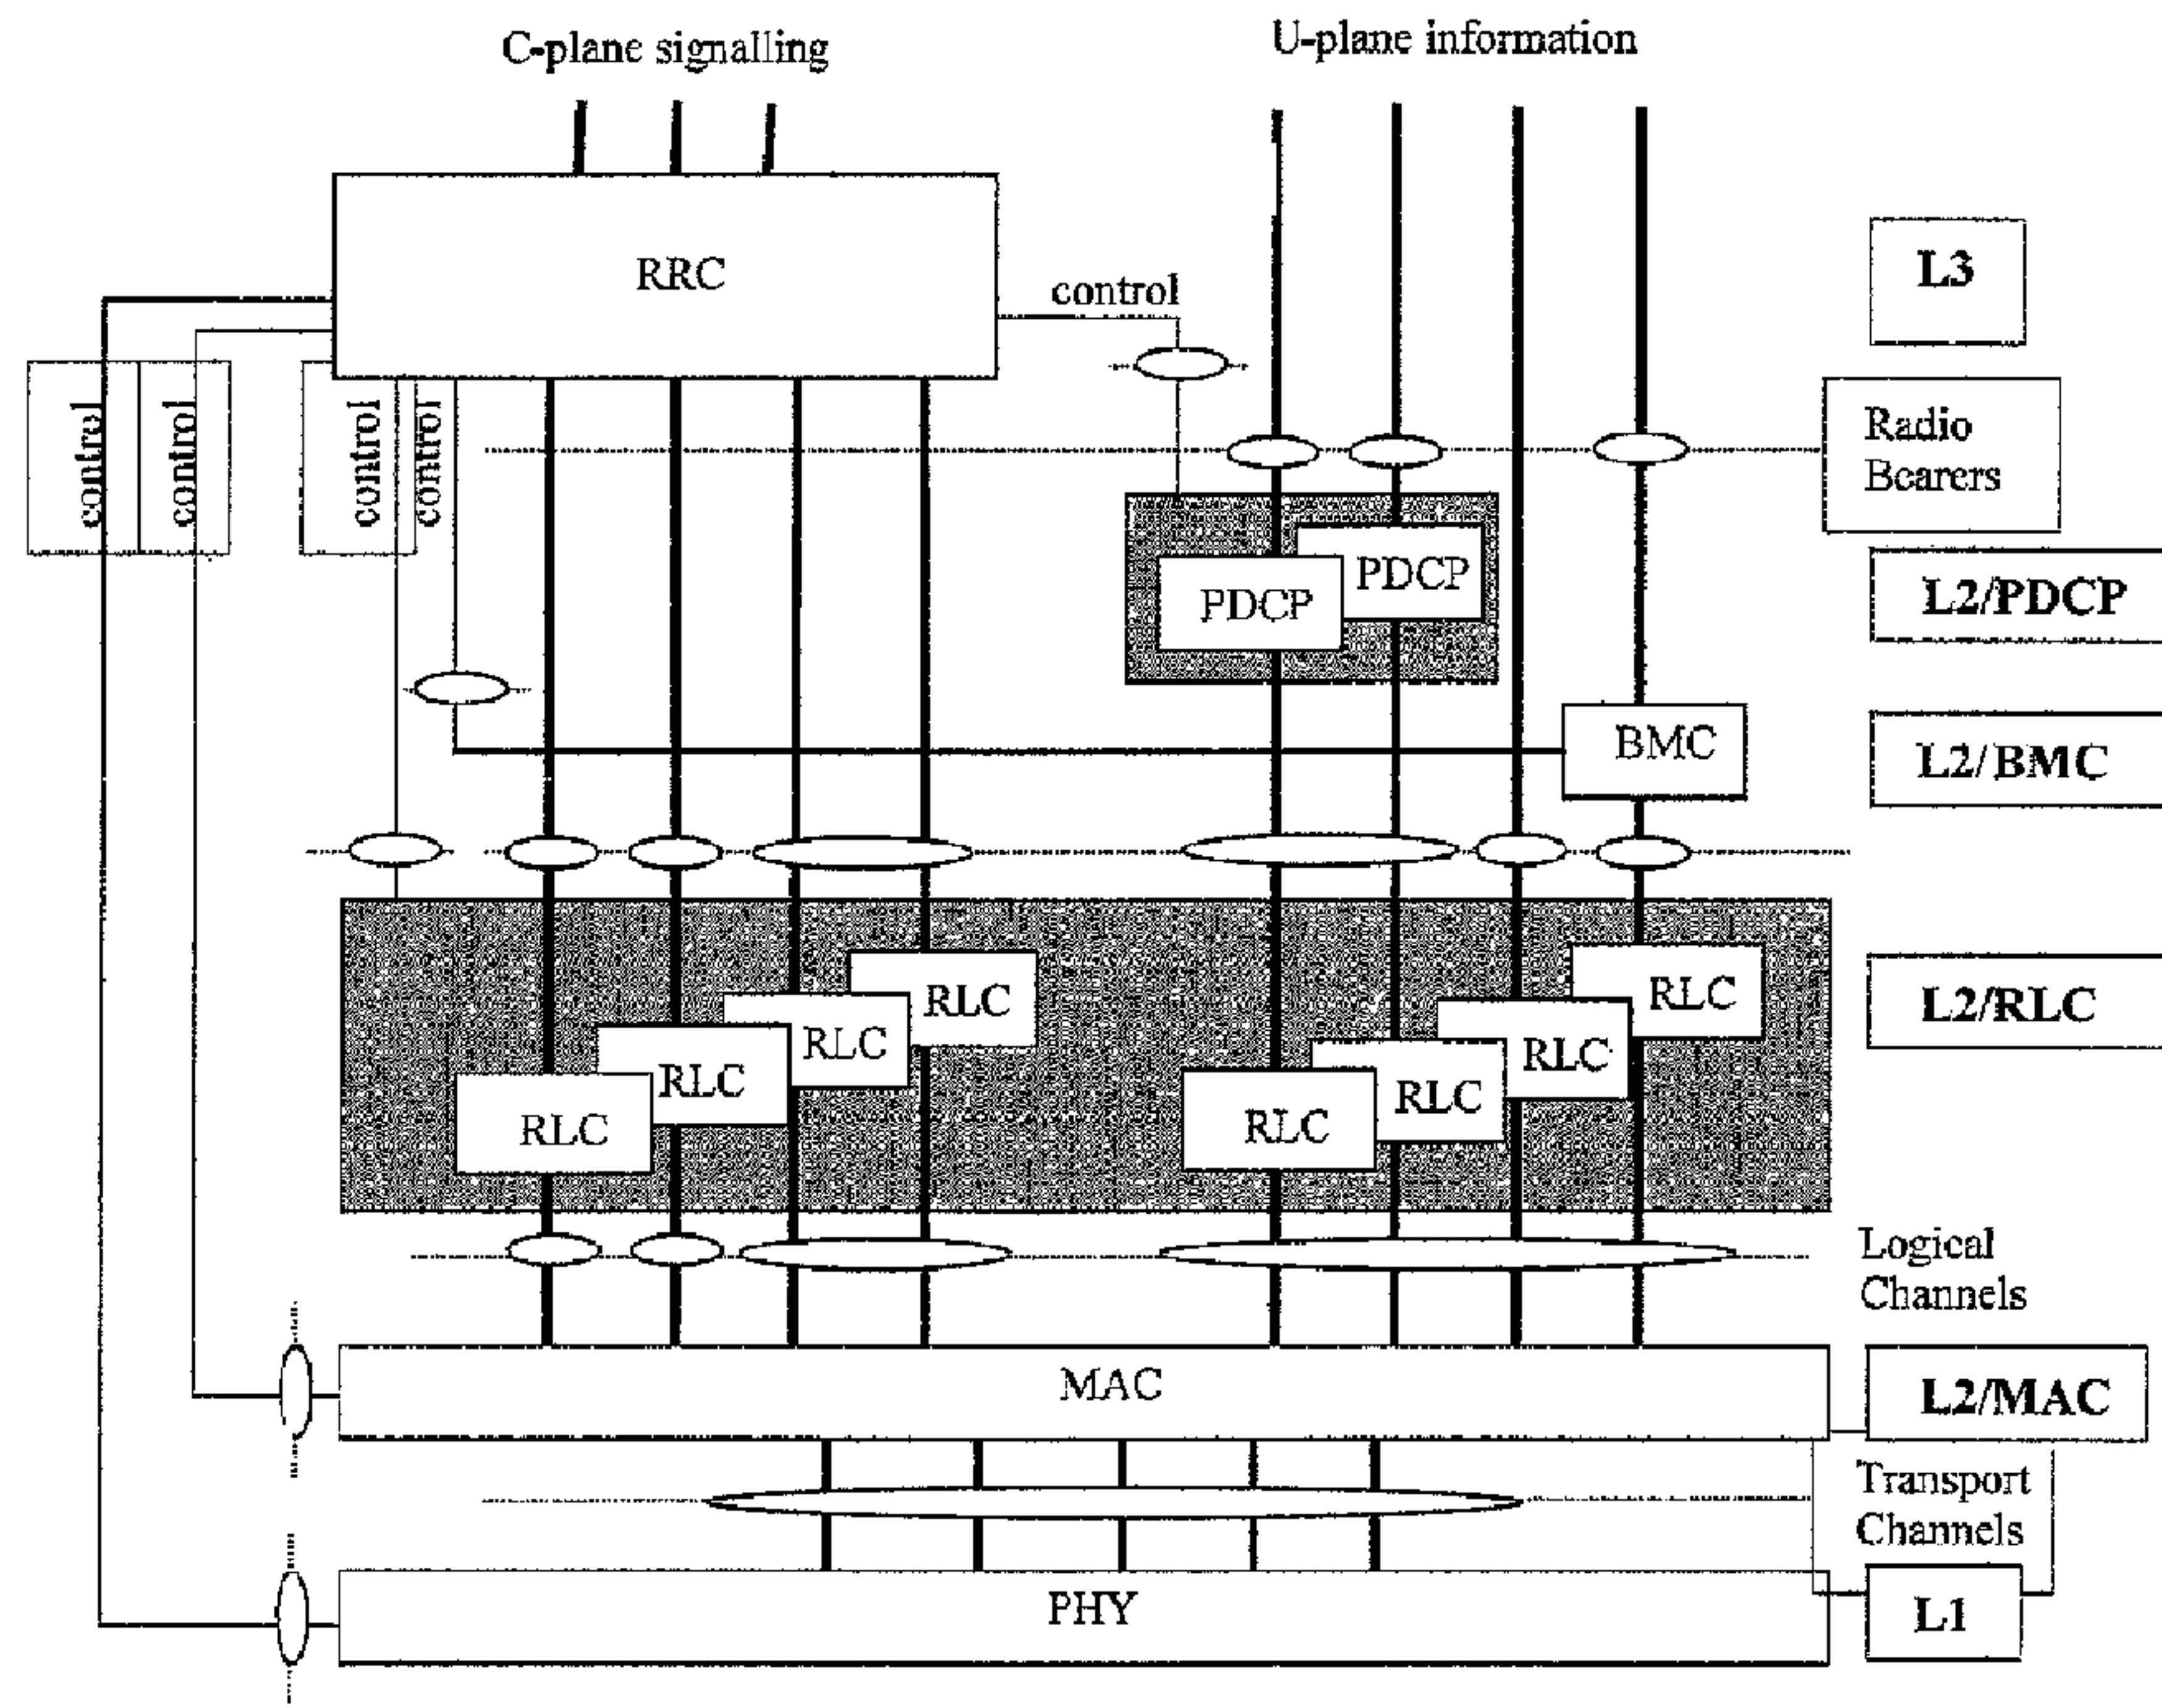 C-plane signalling
U-plane information
RRC
control
L3
control
control
control
control
Radio
Bearers
PDCP
PDCP
L2/PDCP
BMC
L2/BMC
RLC
RLC
RLC
RLC
RLC
RLC
RLC
RLC
L2/RLC
Logical
Channels
MAC
L2/MAC
Transport
Channels
PHY
L1